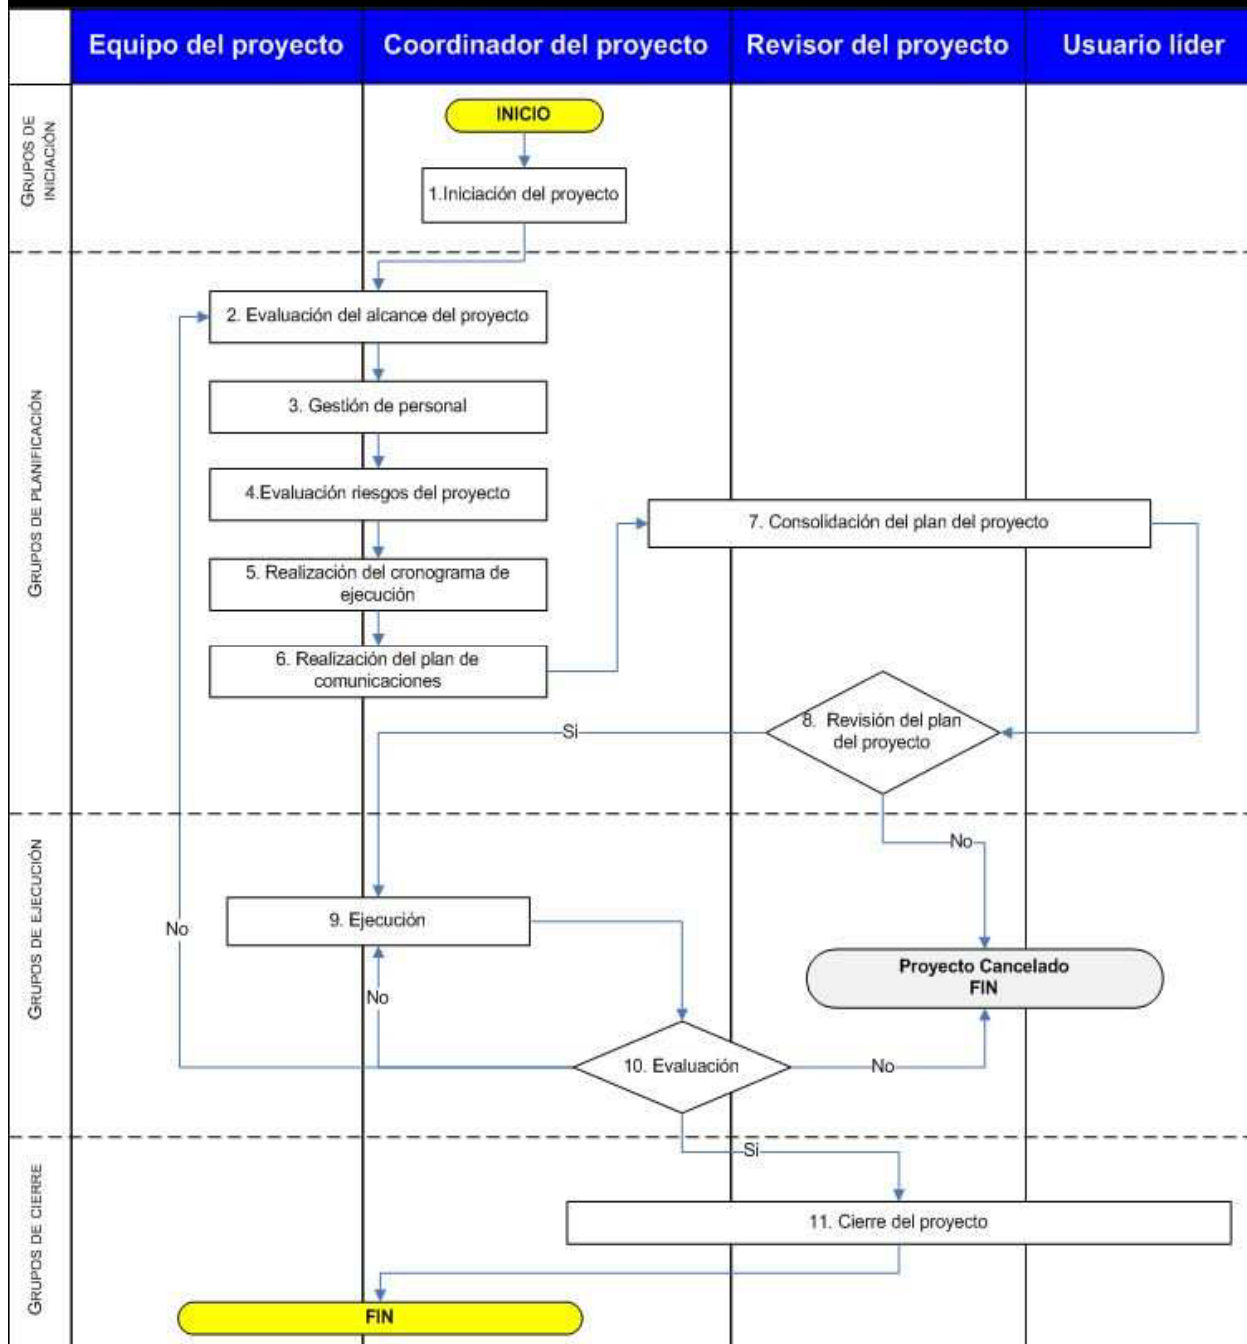 Equipo del proyecto
Coordinador del proyecto
Revisor del proyecto
Usuario líder
GRUPOS DE
INICIACIÓN
INICIO
1.Iniciación del proyecto
GRUPOS DE PLANIFICACIÓN
2. Evaluación del alcance del proyecto
3. Gestión de personal
4.Evaluación riesgos del proyecto
5. Realización del cronograma de
ejecución
6. Realización del plan de
comunicaciones
7. Consolidación del plan del proyecto
8. Revisión del plan
del proyecto
Si
No
GRUPOS DE EJECUCIÓN
9. Ejecución
No
No
Proyecto Cancelado
FIN
10. Evaluación
No
Si
GRUPOS DE CIERRE
11. Cierre del proyecto
FIN